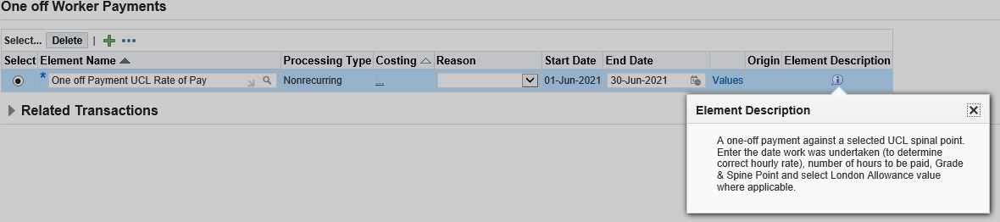 One off Worker Payments
Select... Delete | ...
Select Element Name Processing Type Costing Reason Start Date End Date Origin Element Description
* One off Payment UCL Rate of Pay Nonrecurring ... 01-Jun-2021 30-Jun-2021 Values
Related Transactions
Element Description
A one-off payment against a selected UCL spinal point.
Enter the date work was undertaken (to determine
correct hourly rate), number of hours to be paid, Grade
& Spine Point and select London Allowance value
where applicable.